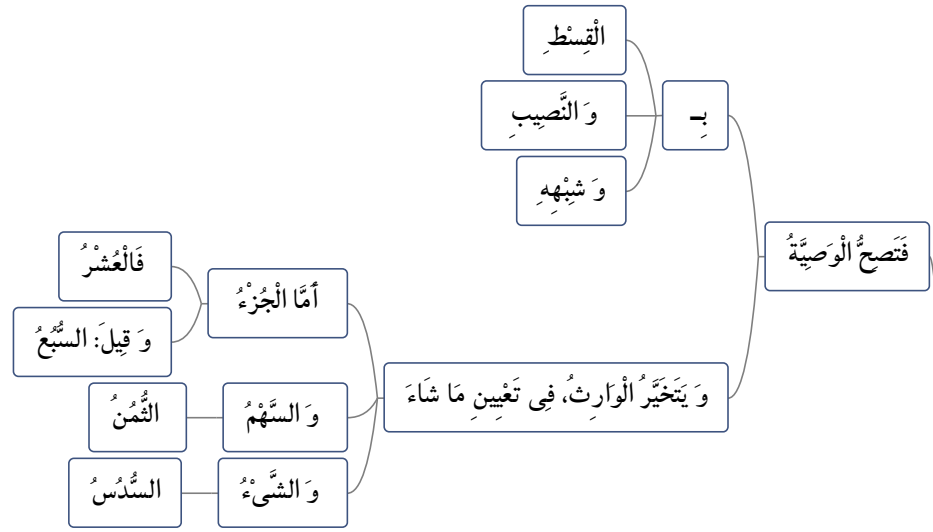 فَتَصِحُّ الْوَصِيَّةُ
بِـ
الْقِسْطِ
وَ النَّصِيبِ
وَ شِبْهِهِ
وَ يَتَخَيَّرُ الْوَارِثُ، فِى تَعْيِينِ مَا شَاءَ
أَمَّا الْجُزْءُ
فَالْعُشْرُ
وَ قِيلَ: السُّبُعُ
وَ السَّهْمُ
الثُّمُنُ
وَ الشَّىْءُ
السُّدُسُ